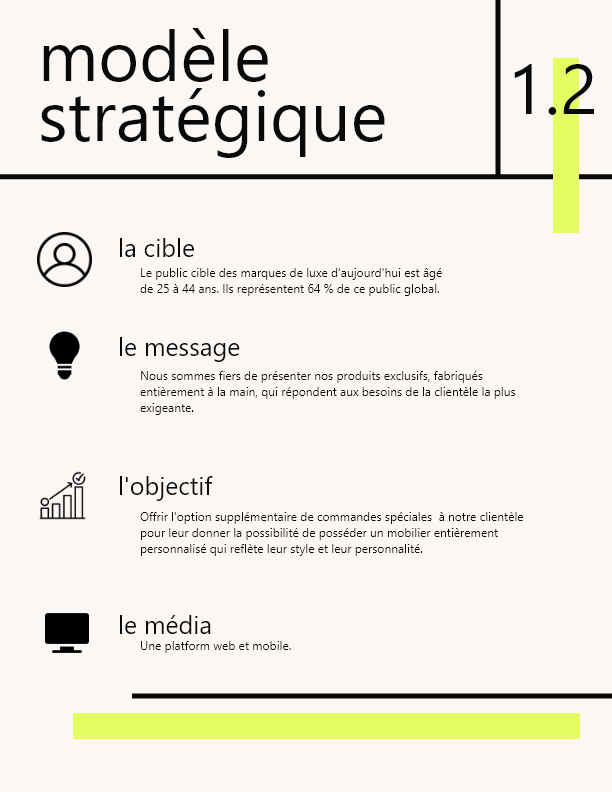 modèle
stratégique
1.2
la cible
Le public cible des marques de luxe d'aujourd'hui est âgé
de 25 à 44 ans. Ils représentent 64 % de ce public global.
le message
Nous sommes fiers de présenter nos produits exclusifs, fabriqués
entièrement à la main, qui répondent aux besoins de la clientèle la plus
exigeante.
l'objectif
Offrir l'option supplémentaire de commandes spéciales  à notre clientèle
pour leur donner la possibilité de posséder un mobilier entièrement
personnalisé qui reflète leur style et leur personnalité.
le média
Une platform web et mobile.